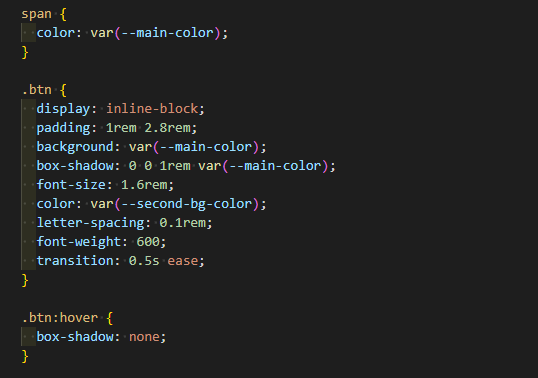 span {
  color: var(--main-color);
}

.btn {
  display: inline-block;
  padding: 1rem 2.8rem;
  background: var(--main-color);
  box-shadow: 0 0 1rem var(--main-color);
  font-size: 1.6rem;
  color: var(--second-bg-color);
  letter-spacing: 0.1rem;
  font-weight: 600;
  transition: 0.5s ease;
}

.btn:hover {
  box-shadow: none;
}